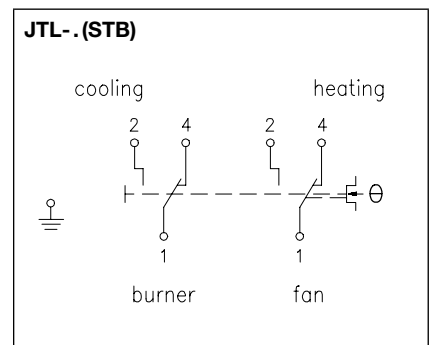 JTL-.(STB)
cooling heating
2 4 2 4
θ
1 1
burner fan